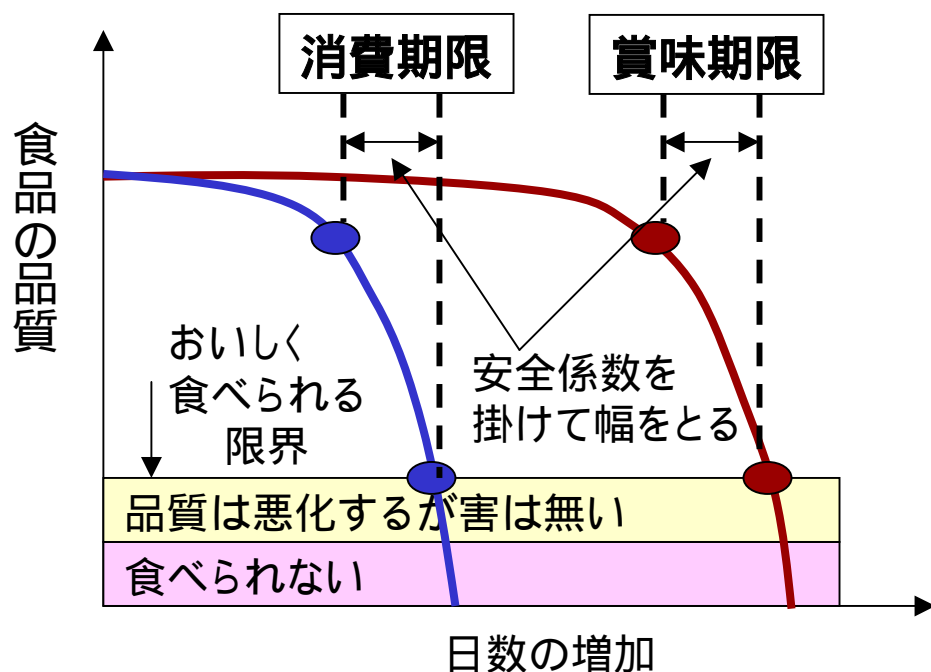 消費期限
賞味期限
食品の品質
おいしく
食べられる
限界
安全係数を
掛けて幅をとる
品質は悪化するが害は無い
食べられない
日数の増加